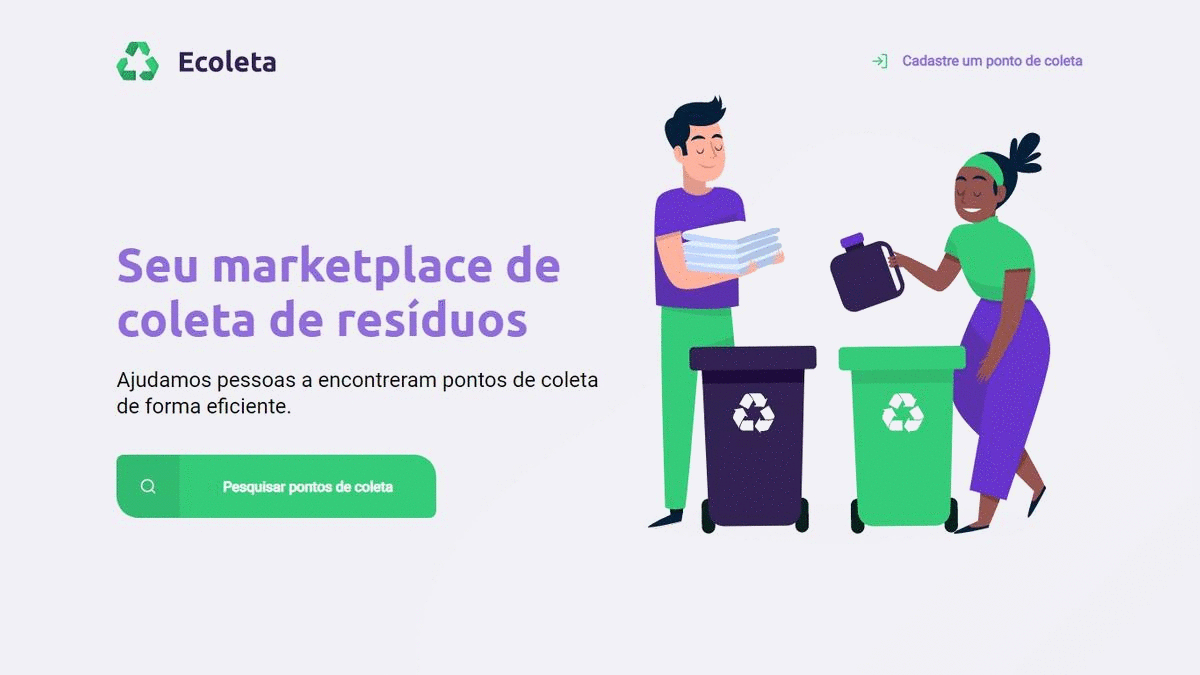 Ecoleta
Cadastre um ponto de coleta
Seu marketplace de
coleta de resíduos
Ajudamos pessoas a encontreram pontos de coleta
de forma eficiente.
Pesquisar pontos de coleta